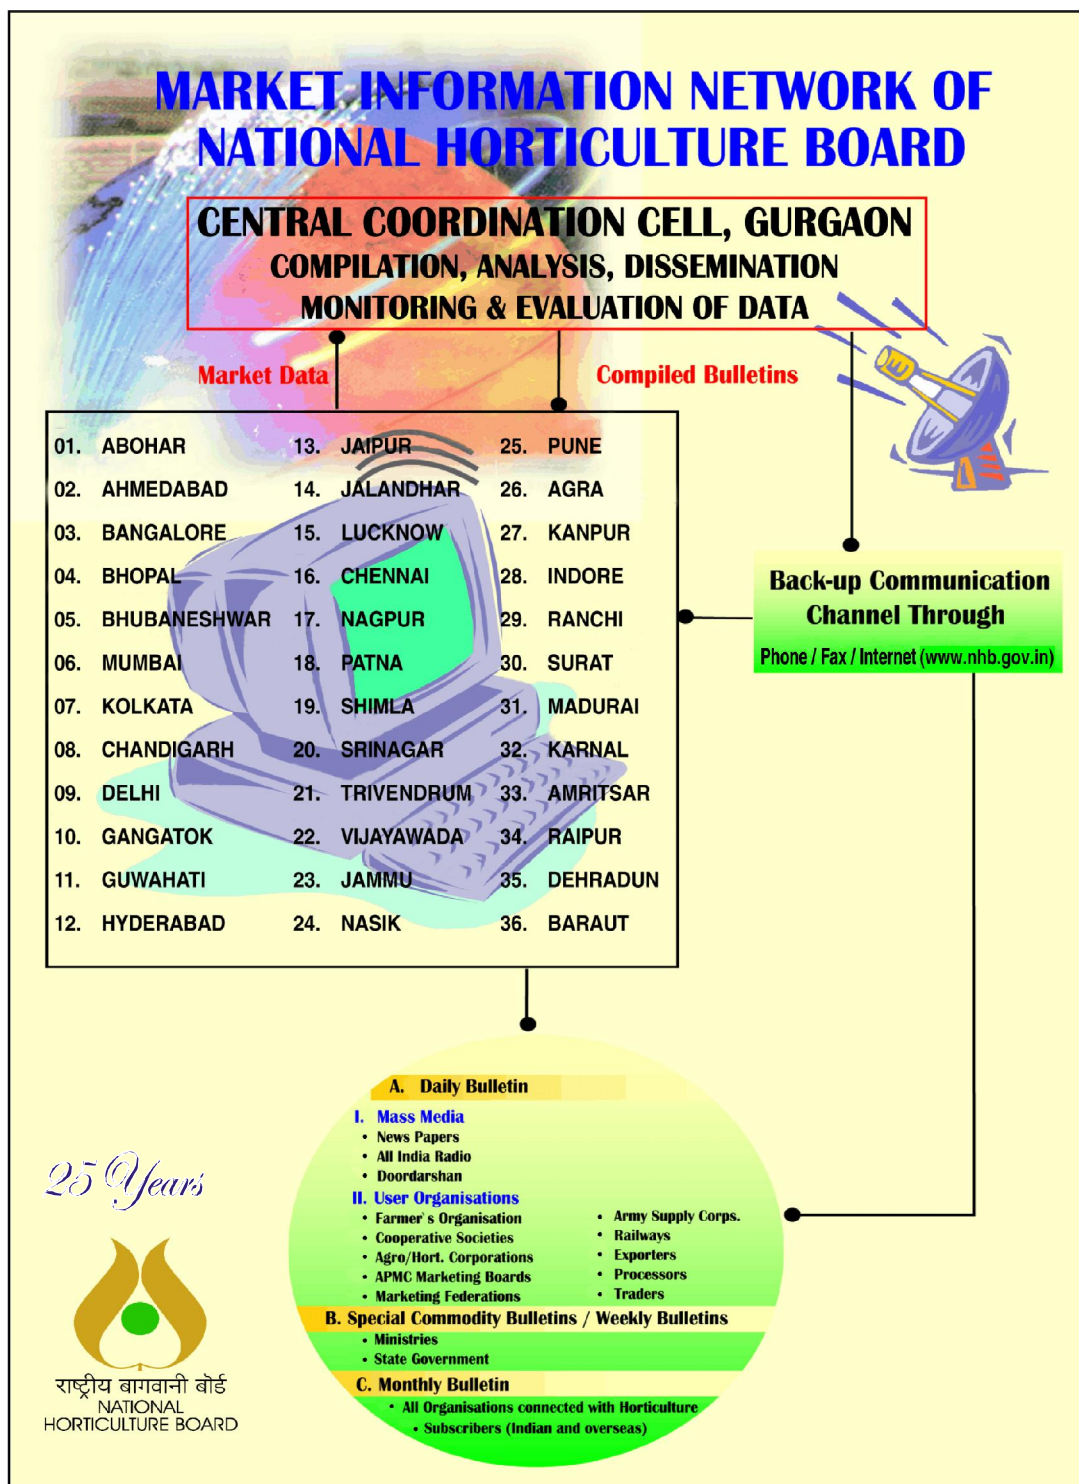 MARKET INFORMATION NETWORK OF
NATIONAL HORTICULTURE BOARD
CENTRAL COORDINATION CELL, GURGAON
COMPILATION, ANALYSIS, DISSEMINATION
MONITORING & EVALUATION OF DATA
Market Data
Compiled Bulletins
01. ABOHAR
02. AHMEDABAD
03. BANGALORE
04. BHOPAL
05. BHUBANESHWAR
06. MUMBAI
07. KOLKATA
08. CHANDIGARH
09. DELHI
10. GANGATOK
11. GUWAHATI
12. HYDERABAD
13. JAIPUR
14. JALANDHAR
15. LUCKNOW
16. CHENNAI
17. NAGPUR
18. PATNA
19. SHIMLA
20. SRINAGAR
21. TRIVENDRUM
22. VIJAYAWADA
23. JAMMU
24. NASIK
25. PUNE
26. AGRA
27. KANPUR
28. INDORE
29. RANCHI
30. SURAT
31. MADURAI
32. KARNAL
33. AMRITSAR
34. RAIPUR
35. DEHRADUN
36. BARAUT
Back-up Communication
Channel Through
Phone / Fax / Internet (www.nhb.gov.in)
A. Daily Bulletin
I. Mass Media
• News Papers
• All India Radio
• Doordarshan
II. User Organisations
• Farmer`s Organisation
• Cooperative Societies
• Agro/Hort. Corporations
• APMC Marketing Boards
• Marketing Federations
• Army Supply Corps.
• Railways
• Exporters
• Processors
• Traders
B. Special Commodity Bulletins / Weekly Bulletins
• Ministries
• State Government
C. Monthly Bulletin
• All Organisations connected with Horticulture
• Subscribers (Indian and overseas)
25 Years
राष्ट्रीय बागवानी बोर्ड
NATIONAL
HORTICULTURE BOARD